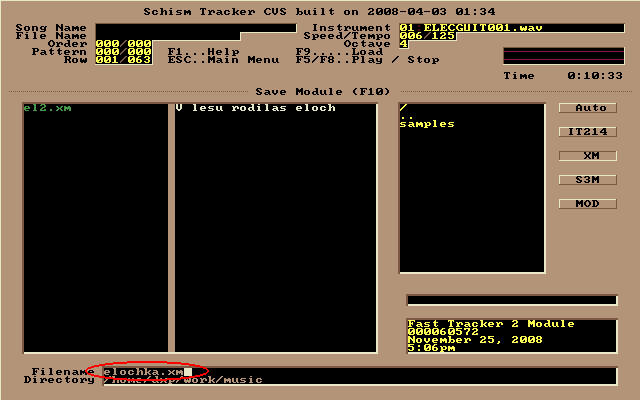 Schism Tracker CVS built on 2008-04-03 01:34
Song Name
Instrument 01 ELECGUIT001.wav
File Name
Speed/Tempo 006/125
Order 000/000
Octave 4
Pattern 000/000 F1...Help F9.....Load
Row 001/063 ESC..Main Menu F5/F8..Play / Stop
Time 0:10:33
Save Module (F10)
el2.xm V lesu rodilas eloch
/
..
samples
Auto
IT214
XM
S3M
MOD
Fast Tracker 2 Module
000060572
November 25, 2008
5:06pm
Filename elochka.xm
Directory /home/dxp/work/music